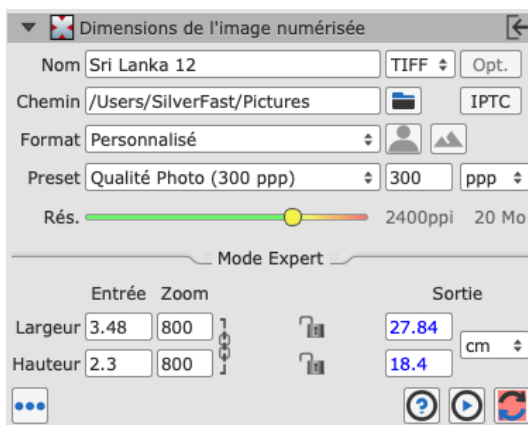 Dimensions de l'image numérisée
Nom Sri Lanka 12 TIFF Opt.
Chemin /Users/SilverFast/Pictures IPTC
Format Personnalisé
Preset Qualité Photo (300 ppp) 300 ppp
Rés. 2400ppi 20 Mo
Mode Expert
Entrée Zoom Sortie
Largeur 3.48 800 27.84
cm
Hauteur 2.3 800 18.4